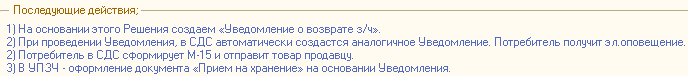 Последующие действия;
1) На основании этого Решения создаем «Уведомление о возврате з/ч».
2) При проведении Уведомления, в СДС автоматически создастся аналогичное Уведомление. Потребитель получит эл.оповещение.
2) Потребитель в СДС сформирует М-15 и отправит товар продавцу.
3) В УПЗЧ - оформление документа «Прием на хранение» на основании Уведомления.